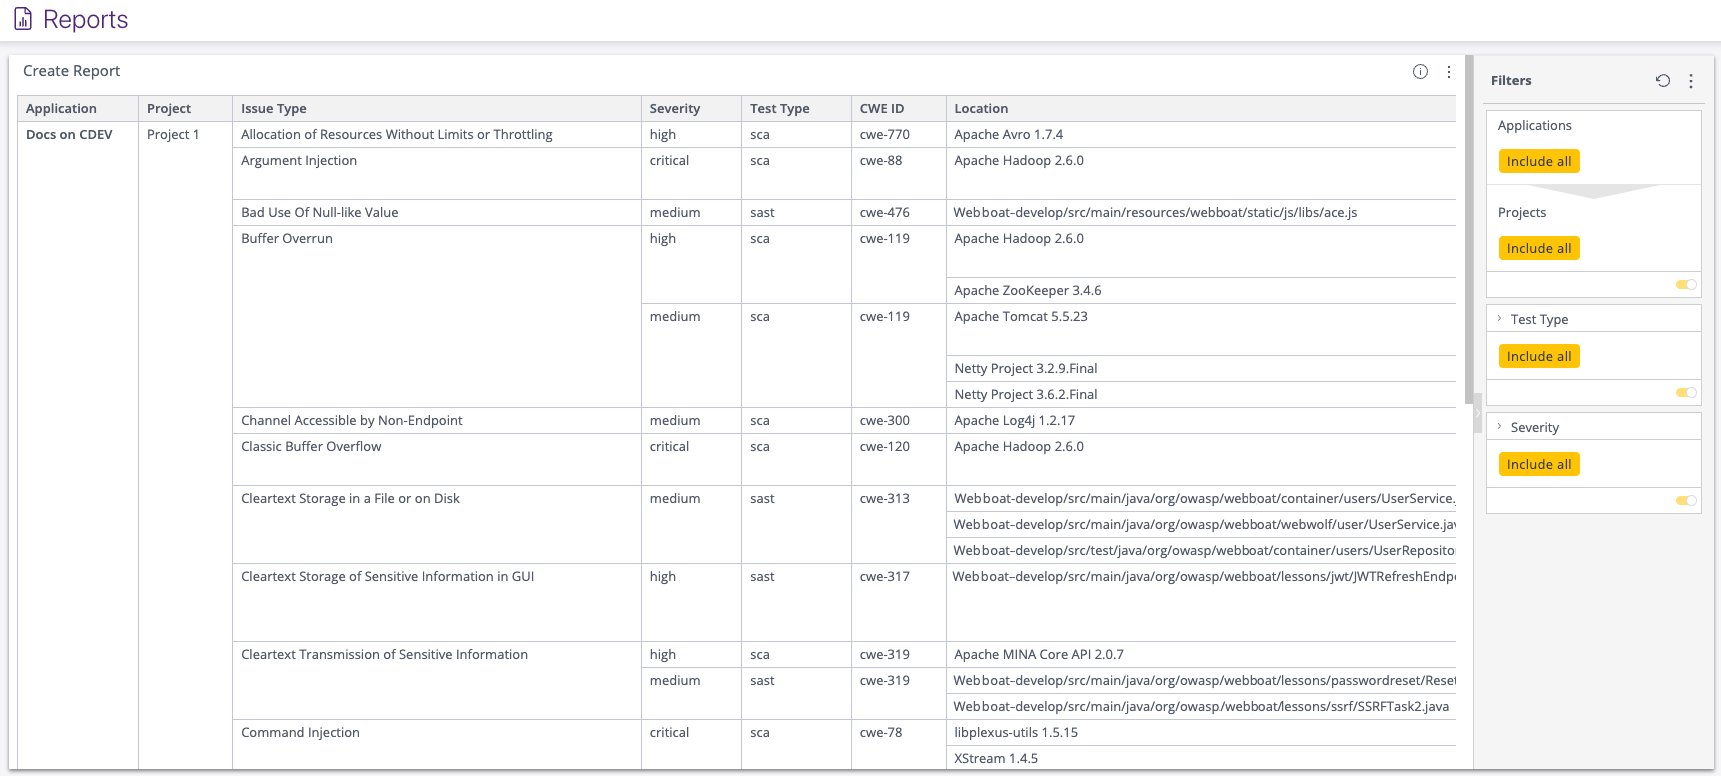 Reports
Create Report
Application Project Issue Type Severity Test Type CWE ID Location
Docs on CDEV Project 1 Allocation of Resources Without Limits or Throttling high sca cwe-770 Apache Avro 1.7.4
Argument Injection critical sca cwe-88 Apache Hadoop 2.6.0
Bad Use Of Null-like Value medium sast cwe-476 Webboat-develop/src/main/resources/webboat/static/js/libs/ace.js
Buffer Overrun high sca cwe-119 Apache Hadoop 2.6.0
Apache ZooKeeper 3.4.6
medium sca cwe-119 Apache Tomcat 5.5.23
Netty Project 3.2.9.Final
Netty Project 3.6.2.Final
Channel Accessible by Non-Endpoint medium sca cwe-300 Apache Log4j 1.2.17
Classic Buffer Overflow critical sca cwe-120 Apache Hadoop 2.6.0
Cleartext Storage in a File or on Disk medium sast cwe-313 Webboat-develop/src/main/java/org/owasp/webboat/container/users/UserService.
Webboat-develop/src/main/java/org/owasp/webboat/webwolf/user/UserService.jav
Webboat-develop/src/test/java/org/owasp/webboat/container/users/UserReposito
Cleartext Storage of Sensitive Information in GUI high sast cwe-317 Webboat-develop/src/main/java/org/owasp/webboat/lessons/jwt/JWTRefreshEndp
Cleartext Transmission of Sensitive Information high sca cwe-319 Apache MINA Core API 2.0.7
medium sast cwe-319 Webboat-develop/src/main/java/org/owasp/webboat/lessons/passwordreset/Reset
Webboat-develop/src/main/java/org/owasp/webboat/lessons/ssrf/SSRFTask2.java
Command Injection critical sca cwe-78 libplexus-utils 1.5.15
XStream 1.4.5
Filters
Applications
Include all
Projects
Include all
Test Type
Include all
Severity
Include all